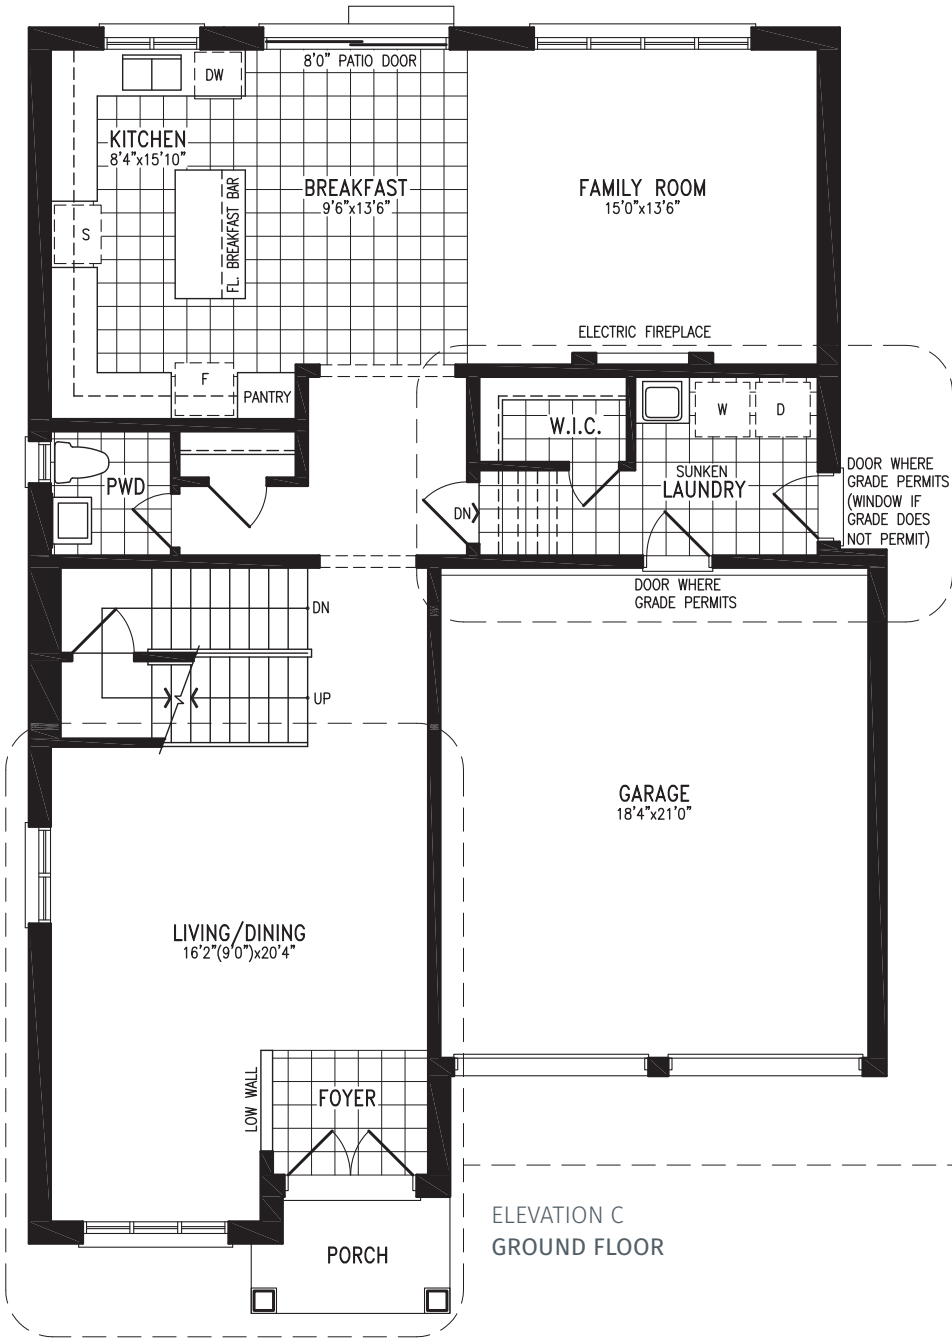 8'0" PATIO DOOR
DW
KITCHEN
8'4"x15'10"
BREAKFAST
9'6"x13'6"
FAMILY ROOM
15'0"x13'6"
S
FL. BREAKFAST BAR
ELECTRIC FIREPLACE
F
PANTRY
W
D
W.I.C.
PWD
SUNKEN
LAUNDRY
DN
DOOR WHERE
GRADE PERMITS
(WINDOW IF
GRADE DOES
NOT PERMIT)
DOOR WHERE
GRADE PERMITS
DN
UP
GARAGE
18'4"x21'0"
LIVING/DINING
16'2"(9'0")x20'4"
LOW WALL
FOYER
PORCH
ELEVATION C
GROUND FLOOR